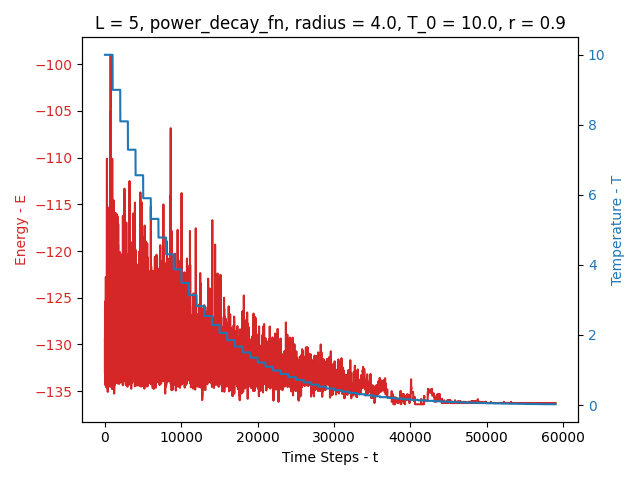 L = 5, power_decay_fn, radius = 4.0, T_0 = 10.0, r = 0.9
−100
−105
−110
−115
−120
−125
−130
−135
Energy - E
10
8
6
4
2
0
Temperature - T
0 10000 20000 30000 40000 50000 60000
Time Steps - t